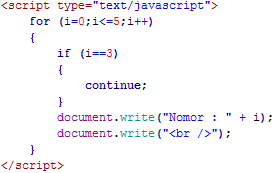 <script type="text/javascript">
for (i=0;i<=5;i++)
{
if (i==3)
{
continue;
}
document.write("Nomor : " + i);
document.write("<br />");
}
</script>